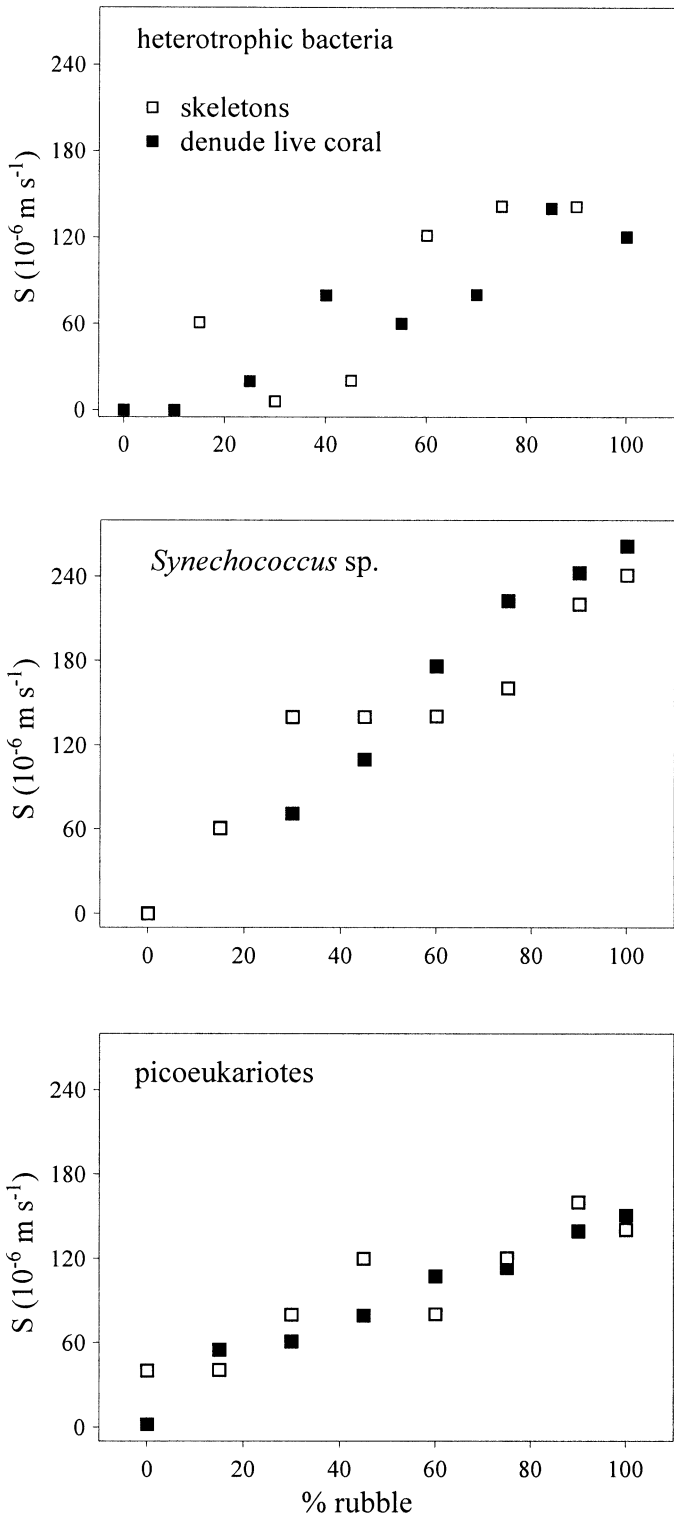 heterotrophic bacteria
skeletons
denude live coral
S (10⁻⁶ m s⁻¹)
240
180
120
60
0
0 20 40 60 80 100
Synechococcus sp.
S (10⁻⁶ m s⁻¹)
240
180
120
60
0
0 20 40 60 80 100
picoeukariotes
S (10⁻⁶ m s⁻¹)
240
180
120
60
0
0 20 40 60 80 100
% rubble